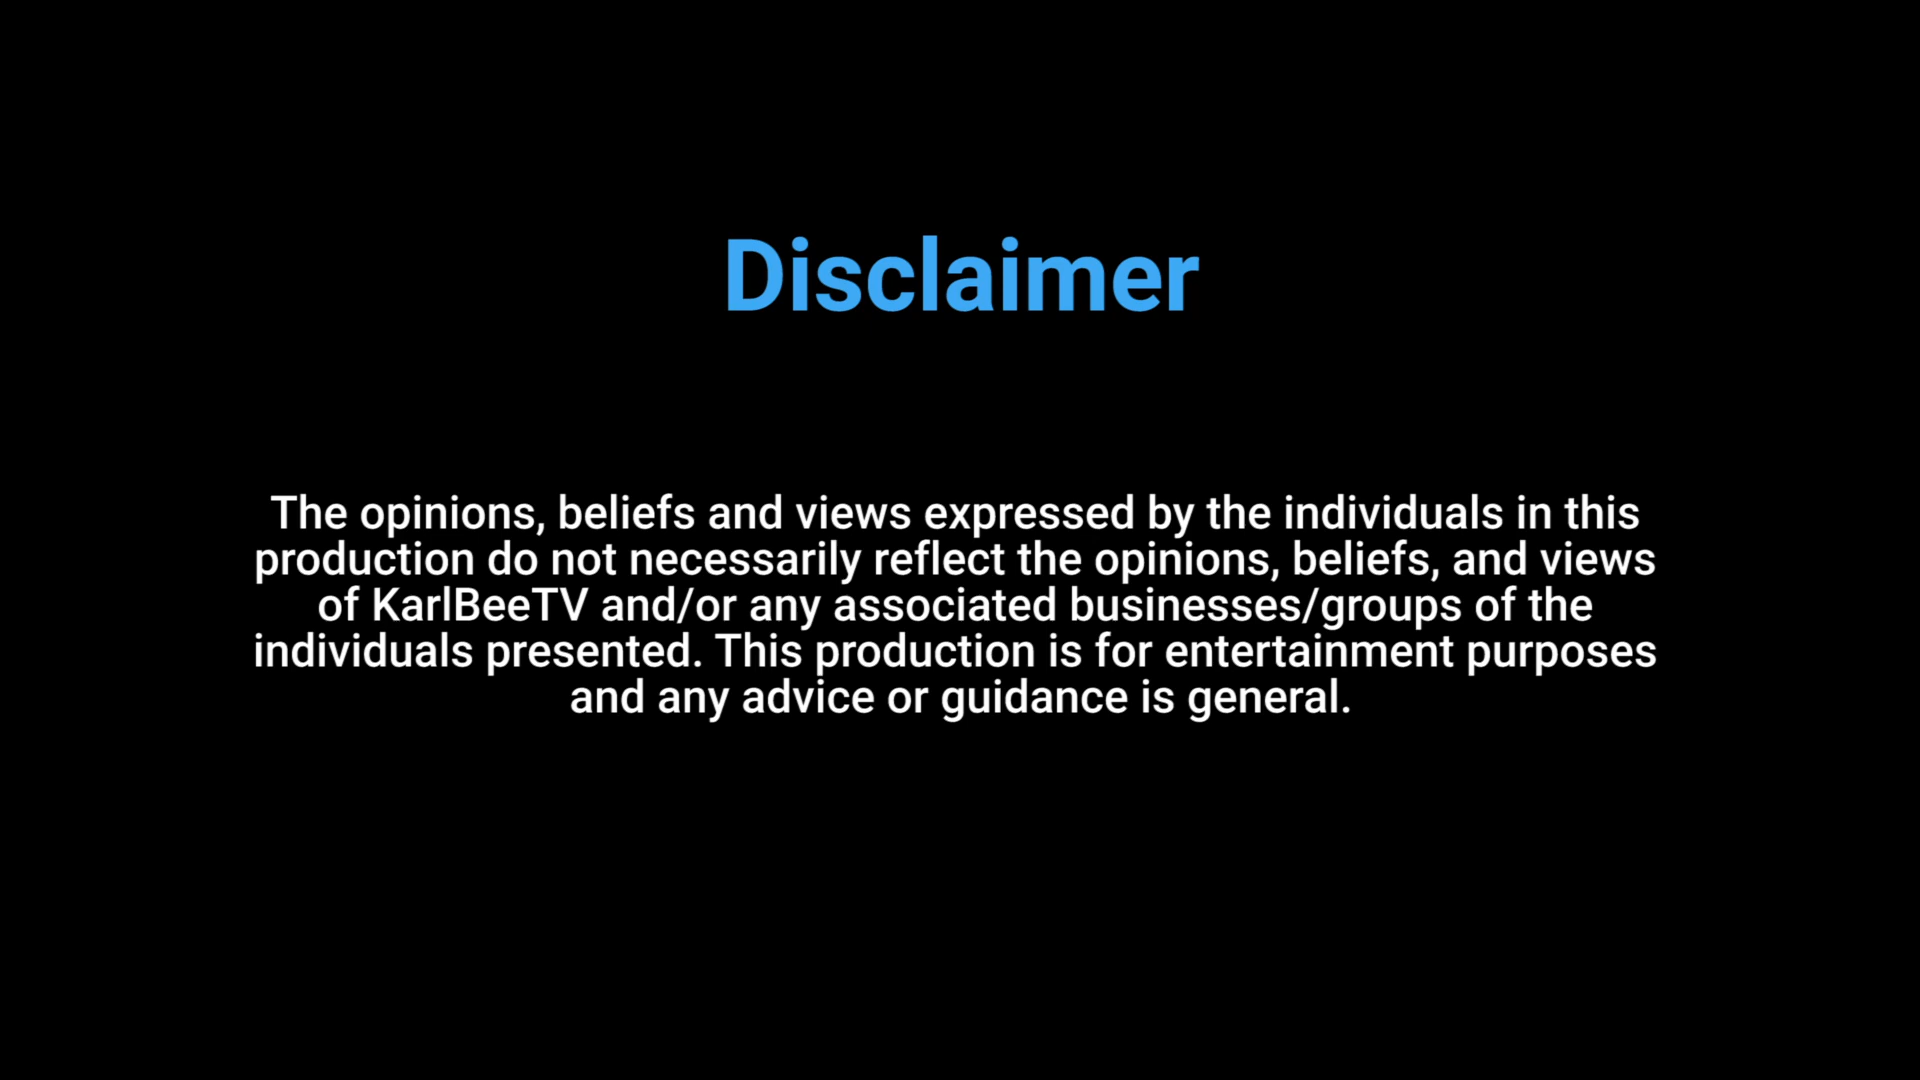 Disclaimer
The opinions, beliefs and views expressed by the individuals in this
production do not necessarily reflect the opinions, beliefs, and views
of KarlBeeTV and/or any associated businesses/groups of the
individuals presented. This production is for entertainment purposes
and any advice or guidance is general.